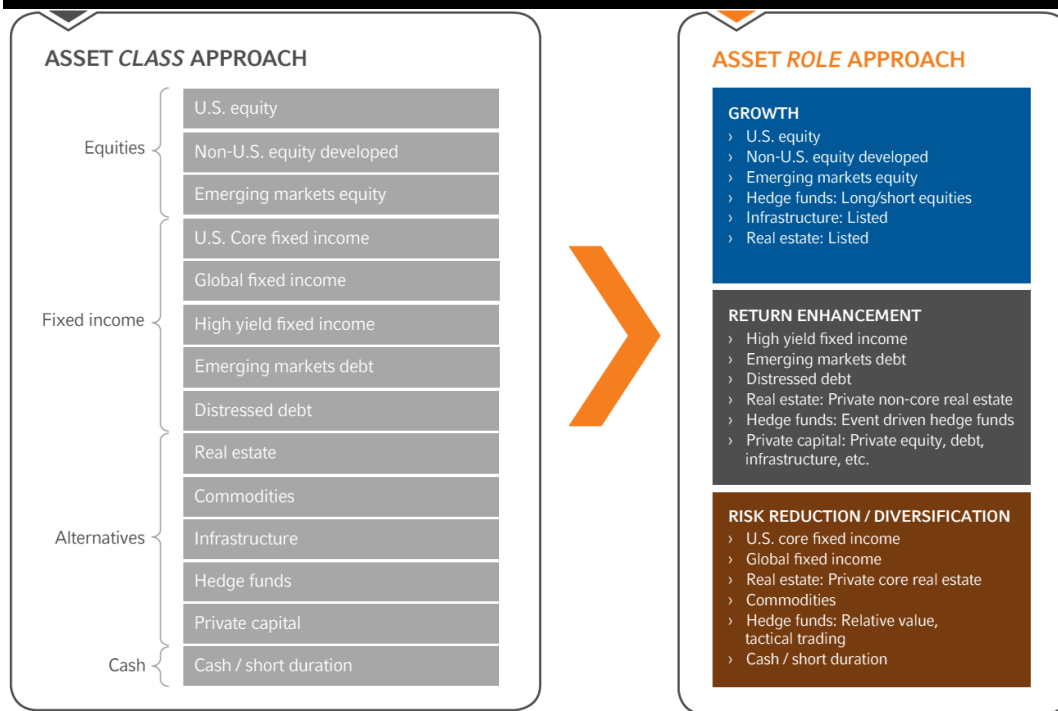 ASSET CLASS APPROACH
Equities
U.S. equity
Non-U.S. equity developed
Emerging markets equity
Fixed income
U.S. Core fixed income
Global fixed income
High yield fixed income
Emerging markets debt
Distressed debt
Alternatives
Real estate
Commodities
Infrastructure
Hedge funds
Private capital
Cash
Cash / short duration
ASSET ROLE APPROACH
GROWTH
› U.S. equity
› Non-U.S. equity developed
› Emerging markets equity
› Hedge funds: Long/short equities
› Infrastructure: Listed
› Real estate: Listed
RETURN ENHANCEMENT
› High yield fixed income
› Emerging markets debt
› Distressed debt
› Real estate: Private non-core real estate
› Hedge funds: Event driven hedge funds
› Private capital: Private equity, debt,
infrastructure, etc.
RISK REDUCTION / DIVERSIFICATION
› U.S. core fixed income
› Global fixed income
› Real estate: Private core real estate
› Commodities
› Hedge funds: Relative value,
tactical trading
› Cash / short duration